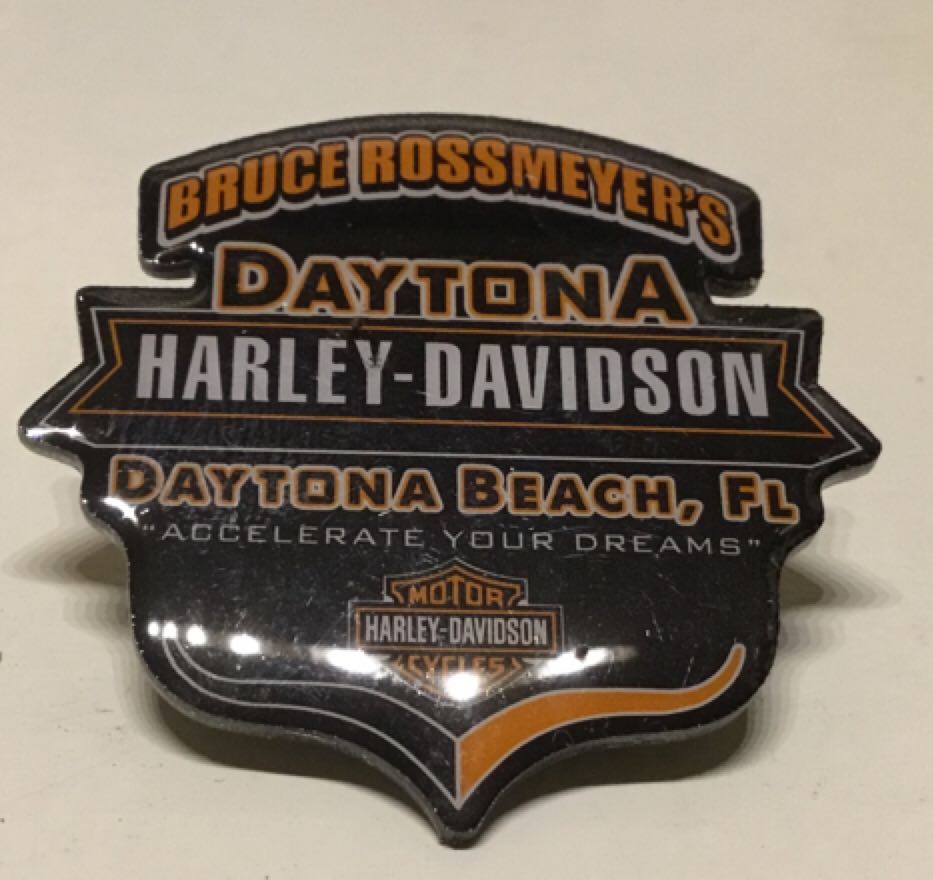 BRUCE ROSSMEYER'S
DAYTONA
HARLEY-DAVIDSON
DAYTONA BEACH, FL
"ACCELERATE YOUR DREAMS"
MOTOR
HARLEY-DAVIDSON
CYCLES